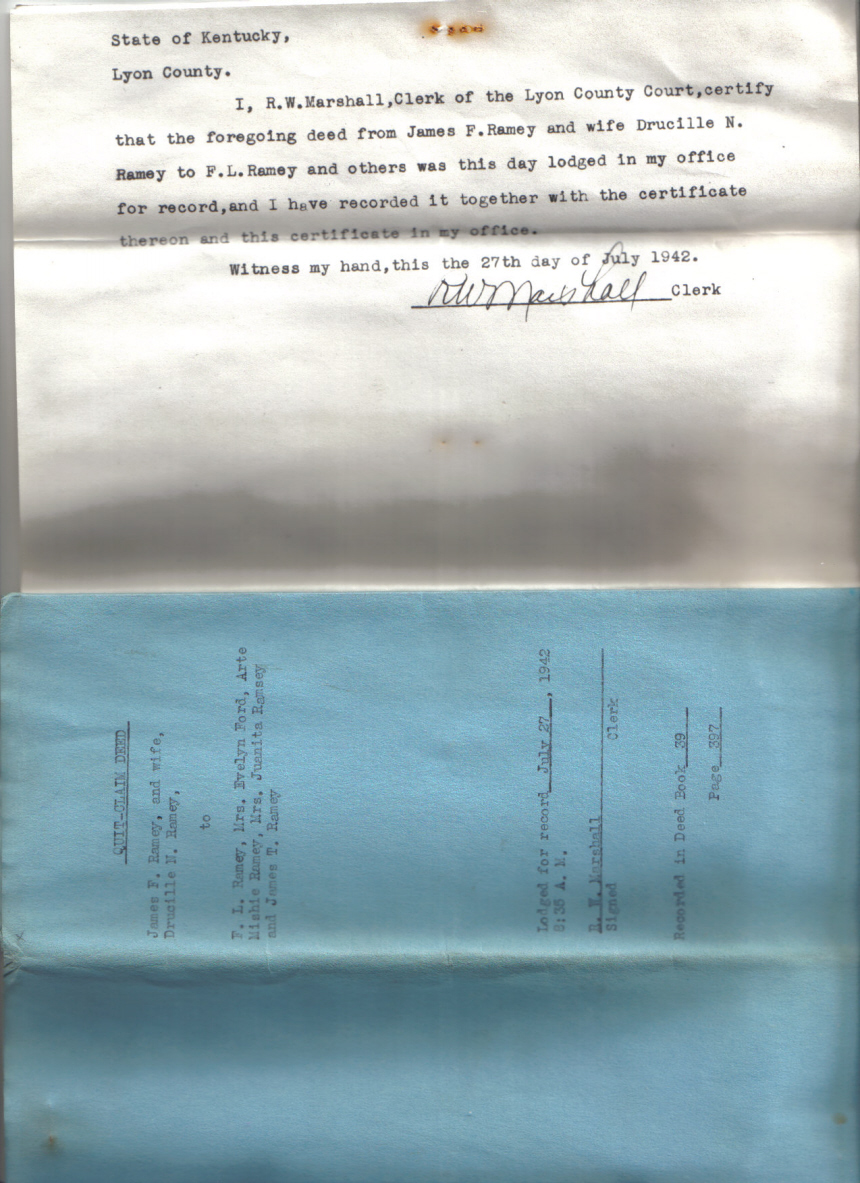 State of Kentucky,
Lyon County.
I, R.W.Marshall,Clerk of the Lyon County Court,certify
that the foregoing deed from James F.Ramey and wife Drucille N.
Ramey to F.L.Ramey and others was this day lodged in my office
for record,and I have recorded it together with the certificate
thereon and this certificate in my office.
Witness my hand,this the 27th day of July 1942.
RW Marshall Clerk
QUIT-CLAIM DEED
James F. Ramey, and wife,
Drucille N. Ramey,
to
F. L. Ramey, Mrs. Evelyn Ford, Arte
Mishie Ramey, Mrs. Juanita Ramsey
and James T. Ramey
Lodged for record July 27, 1942
8:35 A. M.
R. W. Marshall
Signed Clerk
Recorded in Deed Book 39
Page 397